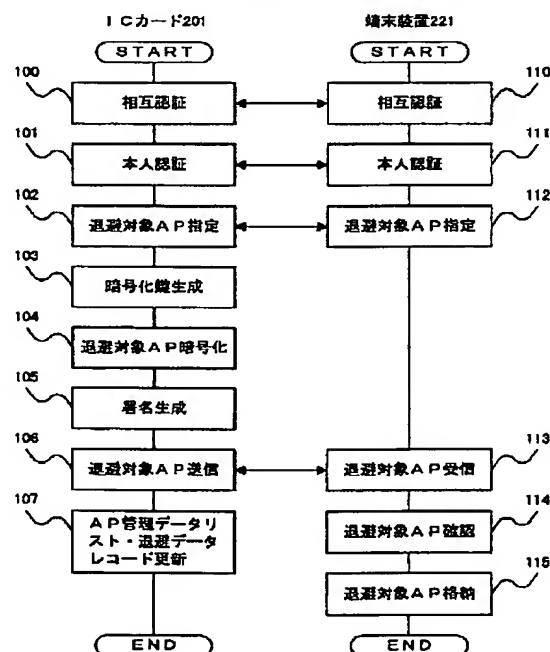 ＩＣカード201
START
100
相互認証
101
本人認証
102
退避対象ＡＰ指定
103
暗号化鍵生成
104
退避対象ＡＰ暗号化
105
署名生成
106
退避対象ＡＰ送信
107
ＡＰ管理データリ
スト・退避データ
レコード更新
END
端末装置221
START
110
相互認証
111
本人認証
112
退避対象ＡＰ指定
113
退避対象ＡＰ受信
114
退避対象ＡＰ確認
115
退避対象ＡＰ格納
END